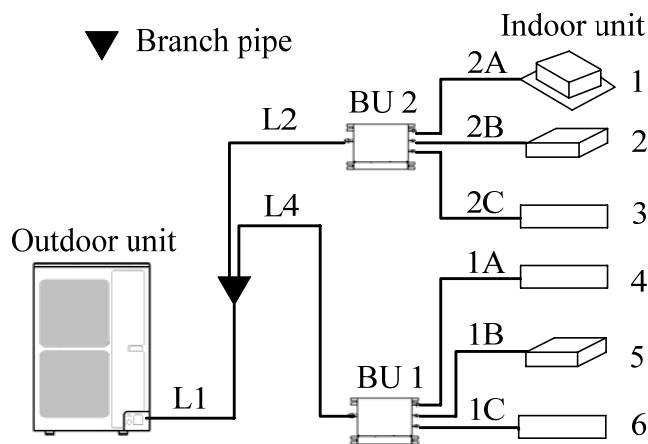 Branch pipe
Indoor unit
2A
1
BU 2
L2
2B
2
2C
3
L4
Outdoor unit
1A
4
1B
5
BU 1
L1
1C
6